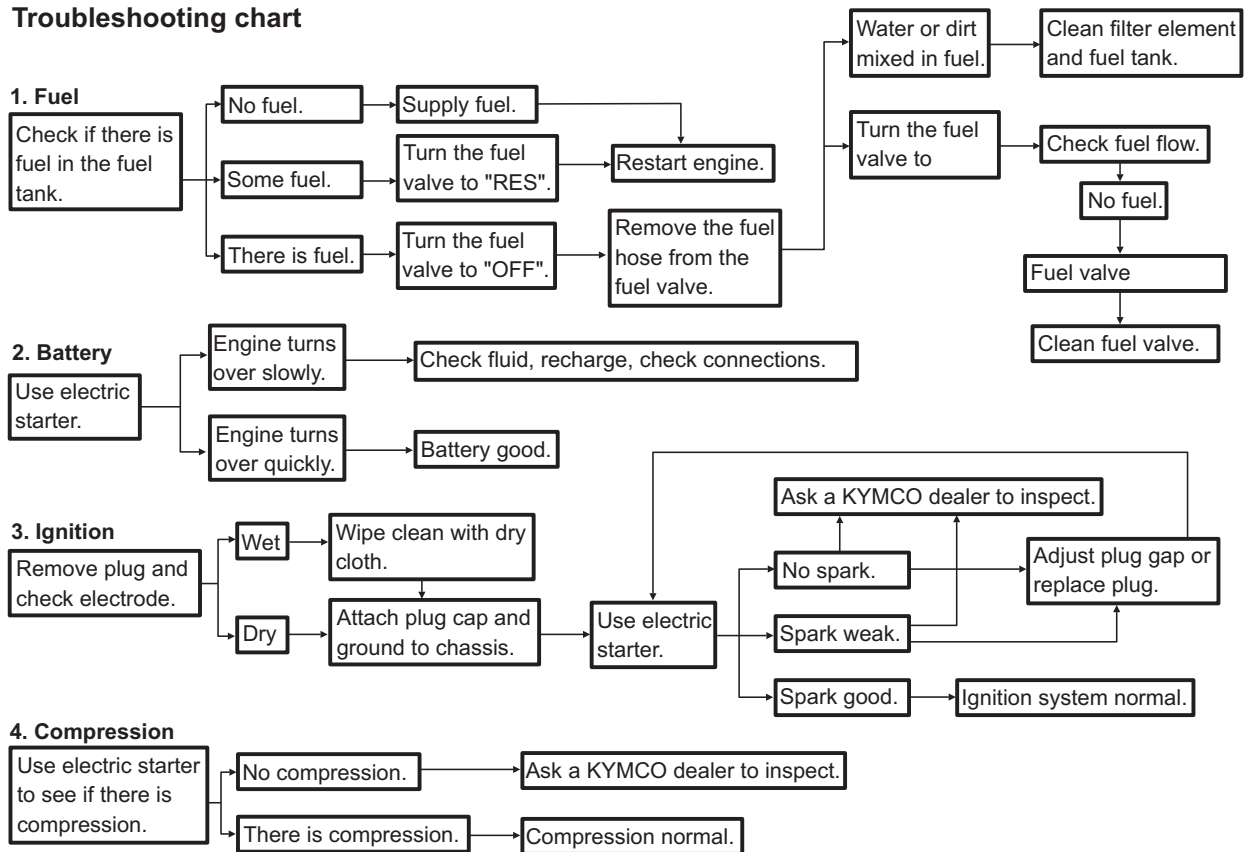 Troubleshooting chart
1. Fuel
Check if there is
fuel in the fuel
tank.
No fuel.
Supply fuel.
Some fuel.
Turn the fuel
valve to "RES".
Restart engine.
There is fuel.
Turn the fuel
valve to "OFF".
Remove the fuel
hose from the
fuel valve.
Water or dirt
mixed in fuel.
Clean filter element
and fuel tank.
Turn the fuel
valve to
Check fuel flow.
No fuel.
Fuel valve
Clean fuel valve.
2. Battery
Use electric
starter.
Engine turns
over slowly.
Check fluid, recharge, check connections.
Engine turns
over quickly.
Battery good.
3. Ignition
Remove plug and
check electrode.
Wet
Wipe clean with dry
cloth.
Dry
Attach plug cap and
ground to chassis.
Use electric
starter.
Ask a KYMCO dealer to inspect.
No spark.
Adjust plug gap or
replace plug.
Spark weak.
Spark good.
Ignition system normal.
4. Compression
Use electric starter
to see if there is
compression.
No compression.
Ask a KYMCO dealer to inspect.
There is compression.
Compression normal.